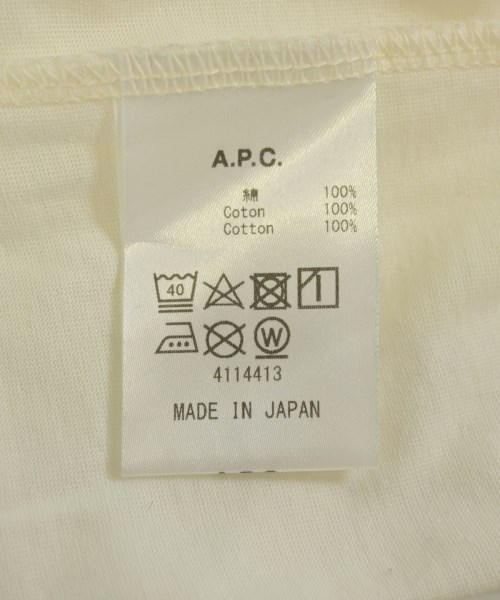 A.P.C.
綿 100%
Coton 100%
Cotton 100%
40
W
4114413
MADE IN JAPAN